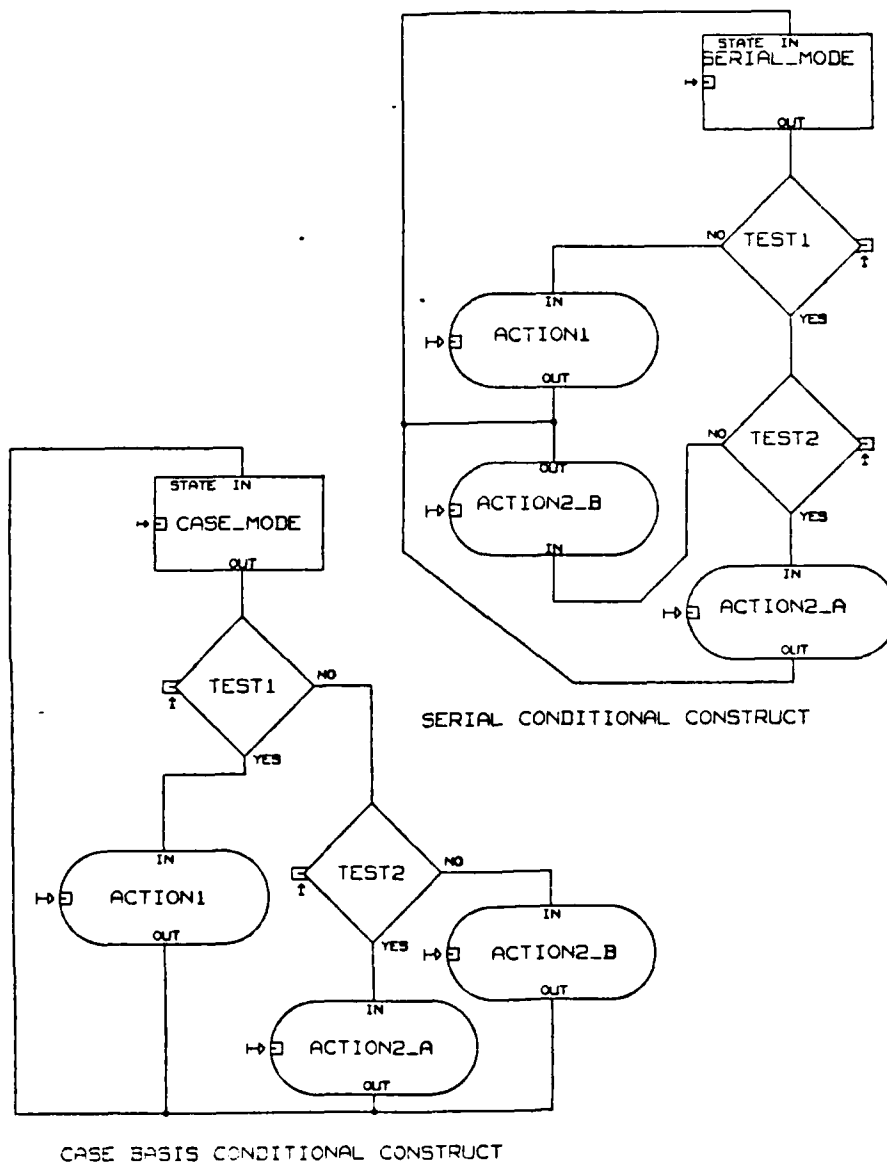 STATE IN
SERIAL_MODE
OUT
NO
TEST1
YES
IN
ACTION1
OUT
NO
TEST2
YES
OUT
ACTION2_B
IN
IN
ACTION2_A
OUT
SERIAL CONDITIONAL CONSTRUCT
STATE IN
CASE_MODE
OUT
TEST1
NO
YES
IN
ACTION1
OUT
TEST2
NO
YES
IN
ACTION2_B
OUT
IN
ACTION2_A
OUT
CASE BASIS CONDITIONAL CONSTRUCT